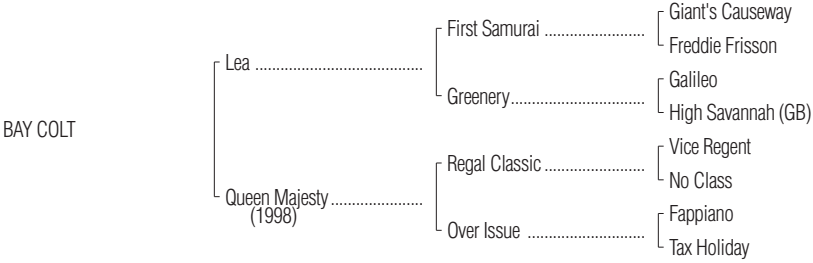 Giant's Causeway
First Samurai ........................
Freddie Frisson
Lea ........................................
Galileo
Greenery................................
High Savannah (GB)
BAY COLT
Vice Regent
Regal Classic ........................
No Class
Queen Majesty......................
(1998)
Fappiano
Over Issue ............................
Tax Holiday